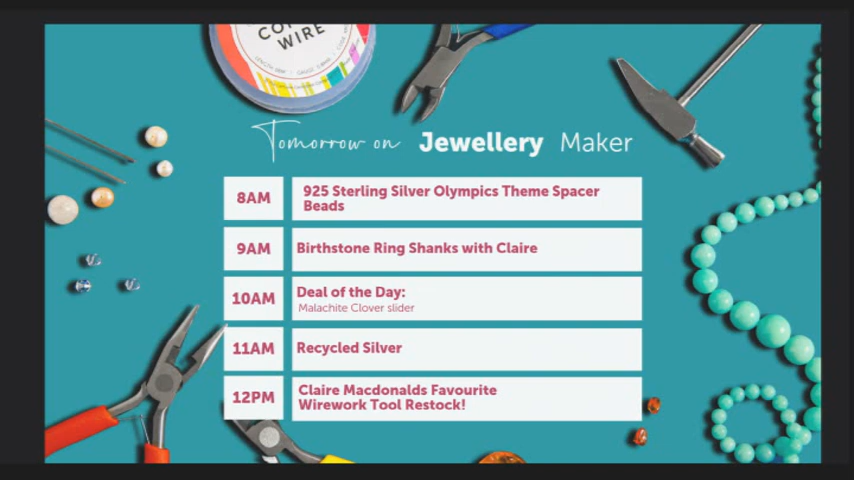 COPPER
WIRE
Tomorrow on Jewellery Maker
8AM
925 Sterling Silver Olympics Theme Spacer
Beads
9AM
Birthstone Ring Shanks with Claire
10AM
Deal of the Day:
Malachite Clover slider
11AM
Recycled Silver
12PM
Claire Macdonalds Favourite
Wirework Tool Restock!